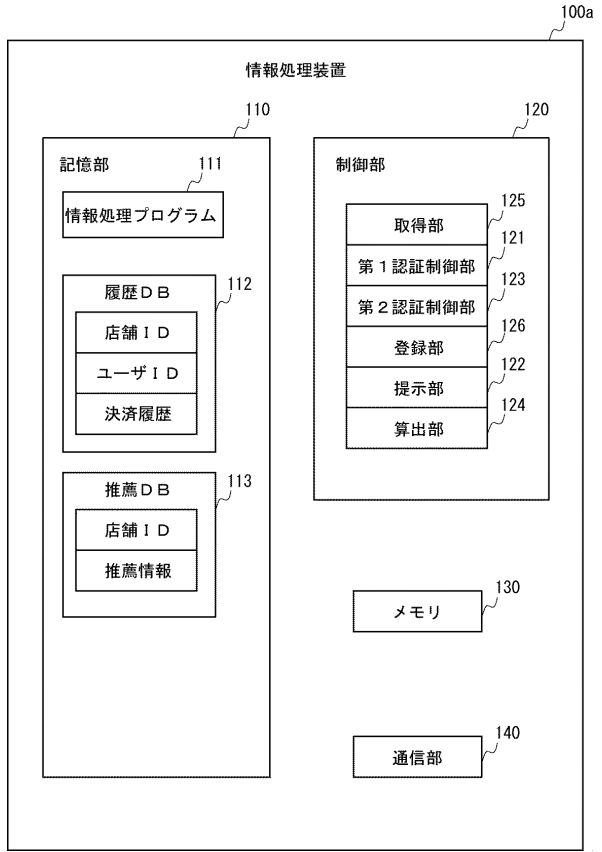 100a
情報処理装置
110
記憶部
111
情報処理プログラム
履歴ＤＢ
112
店舗ＩＤ
ユーザＩＤ
決済履歴
推薦ＤＢ
113
店舗ＩＤ
推薦情報
120
制御部
取得部
125
第１認証制御部
121
第２認証制御部
123
登録部
126
提示部
122
算出部
124
メモリ
130
通信部
140